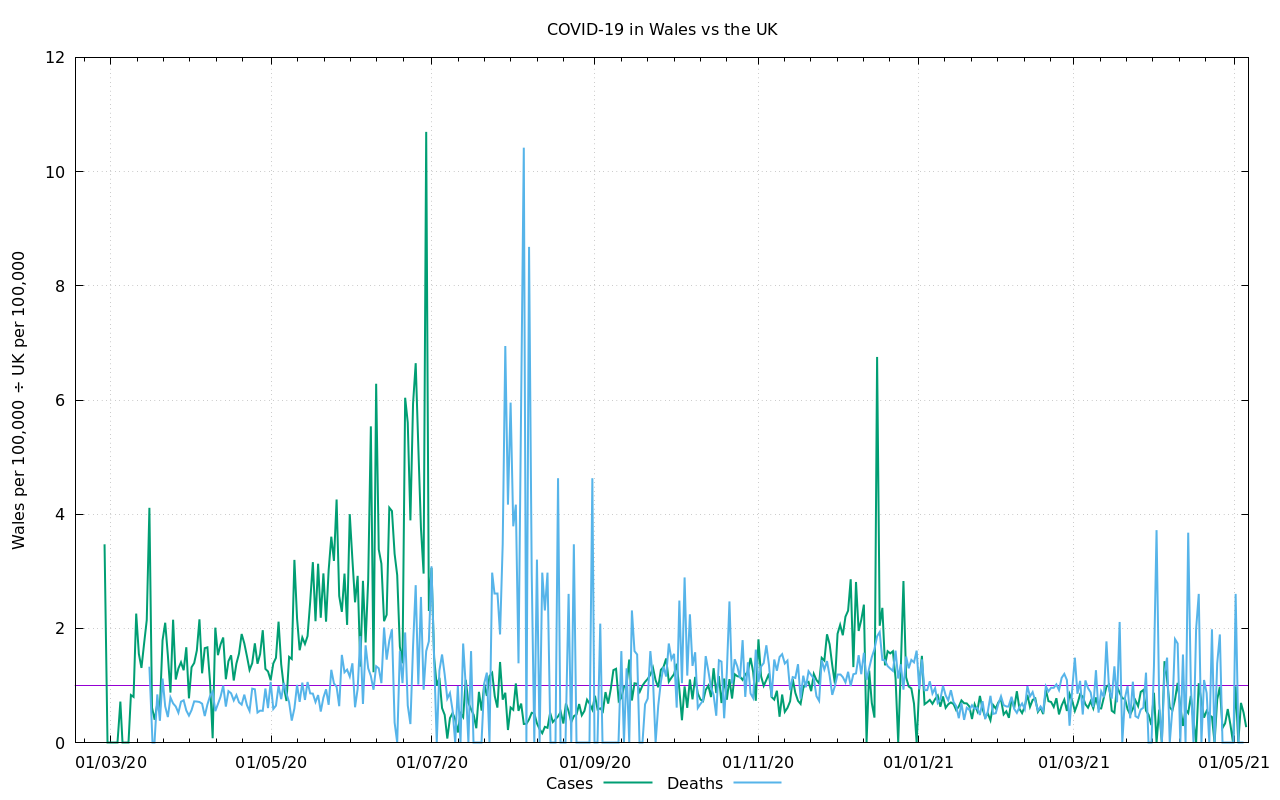 COVID-19 in Wales vs the UK
Wales per 100,000 ÷ UK per 100,000
12
10
8
6
4
2
0
01/03/20 01/05/20 01/07/20 01/09/20 01/11/20 01/01/21 01/03/21 01/05/21
Cases Deaths